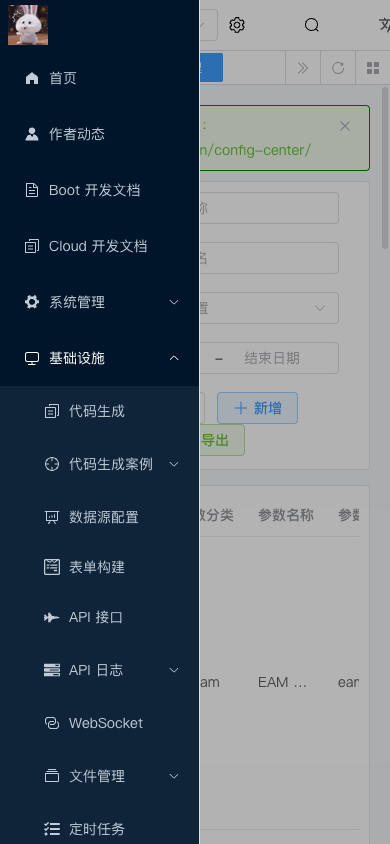 首页
作者动态
Boot 开发文档
Cloud 开发文档
系统管理
基础设施
代码生成
代码生成案例
数据源配置
表单构建
API 接口
API 日志
WebSocket
文件管理
定时任务
:
n/config-center/
称
名
置
- 结束日期
新增
导出
数分类 参数名称 参数
am EAM ... ear